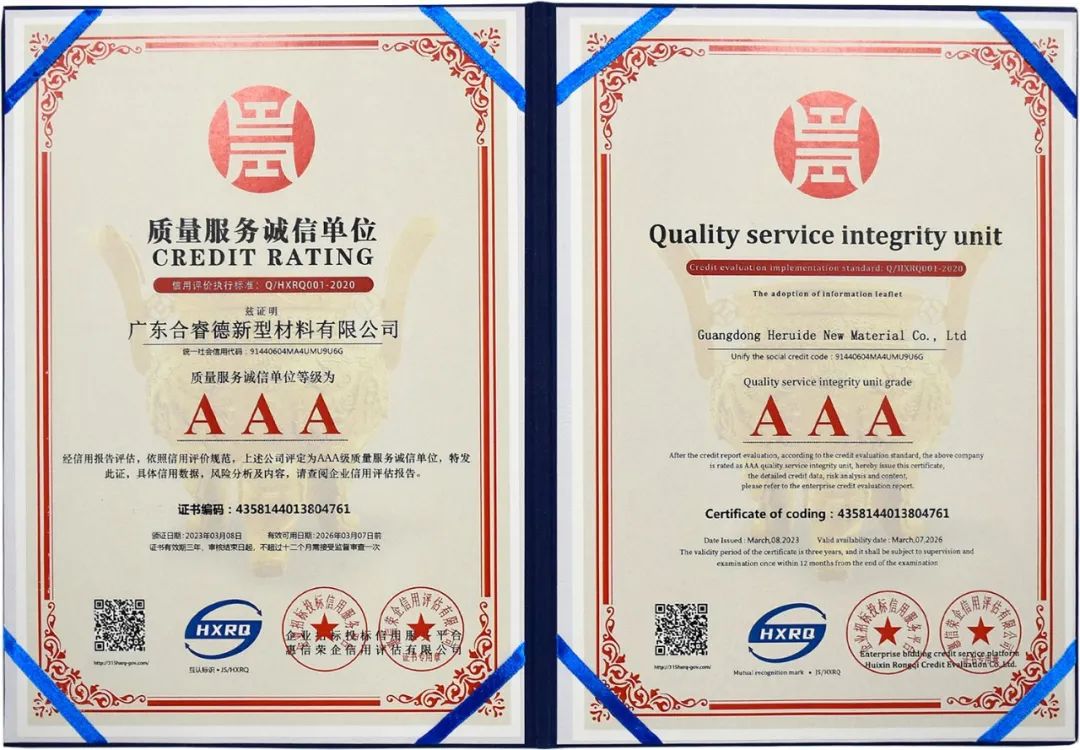 质量服务诚信单位
CREDIT RATING
信用评价执行标准：Q/HXRQ001-2020
兹证明
广东合睿德新型材料有限公司
统一社会信用代码：91440604MA4UMU9U6G
质量服务诚信单位等级为
AAA
经信用报告评估，依照信用评价规范，上述公司评定为AAA级质量服务诚信单位，特发
此证，具体信用数据，风险分析及内容，请查阅企业信用评估报告。
证书编码：4358144013804761
颁证日期：2023年03月08日 有效可用日期：2026年03月07日前
证书有效期三年、审核结束日起，不超过十二个月需接受监督审查一次
HXRQ
企业招标投标信用服务平台
惠信荣企信用评估有限公司
证书专用章
http://315hxrq-gov.com/
互认标识·JS/HXRQ
Quality service integrity unit
Credit evaluation implementation standard: Q/HXRQ001-2020
The adoption of information leaflet
Guangdong Heruide New Material Co., Ltd
Unify the social credit code : 91440604MA4UMU9U6G
Quality service integrity unit grade
AAA
After the credit report evaluation, according to the credit evaluation standard, the above company
is rated as AAA quality service integrity unit, hereby issue this certificate,
the detailed credit data, risk analysis and content,
please refer to the enterprise credit evaluation report.
Certificate of coding : 4358144013804761
Date Issued : March,08.2023 Valid availability date : March,07,2026
The validity period of the certificate is three years, and it shall be subject to supervision and
examination once within 12 months from the end of the examination
HXRQ
Enterprise bidding credit service platform
Huixin Rongqi Credit Evaluation Co. Ltd.
http://315hxrq-gov.com/
Mutual recognition mark · JS/HXRQ